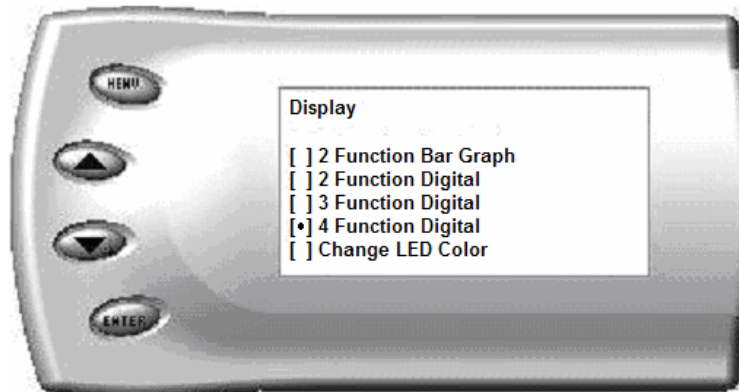 MENU
Display
[ ] 2 Function Bar Graph
[ ] 2 Function Digital
[ ] 3 Function Digital
[•] 4 Function Digital
[ ] Change LED Color
ENTER